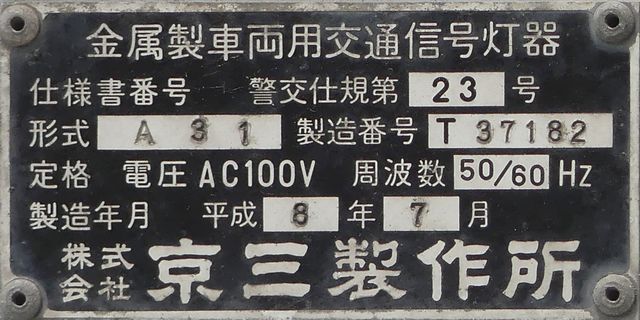 金属製車両用交通信号灯器
仕様書番号 警交仕規第 23 号
形式 A31 製造番号 T37182
定格 電圧 AC100V 周波数 50/60 Hz
製造年月 平成 8 年 7 月
株式会社 京三製作所